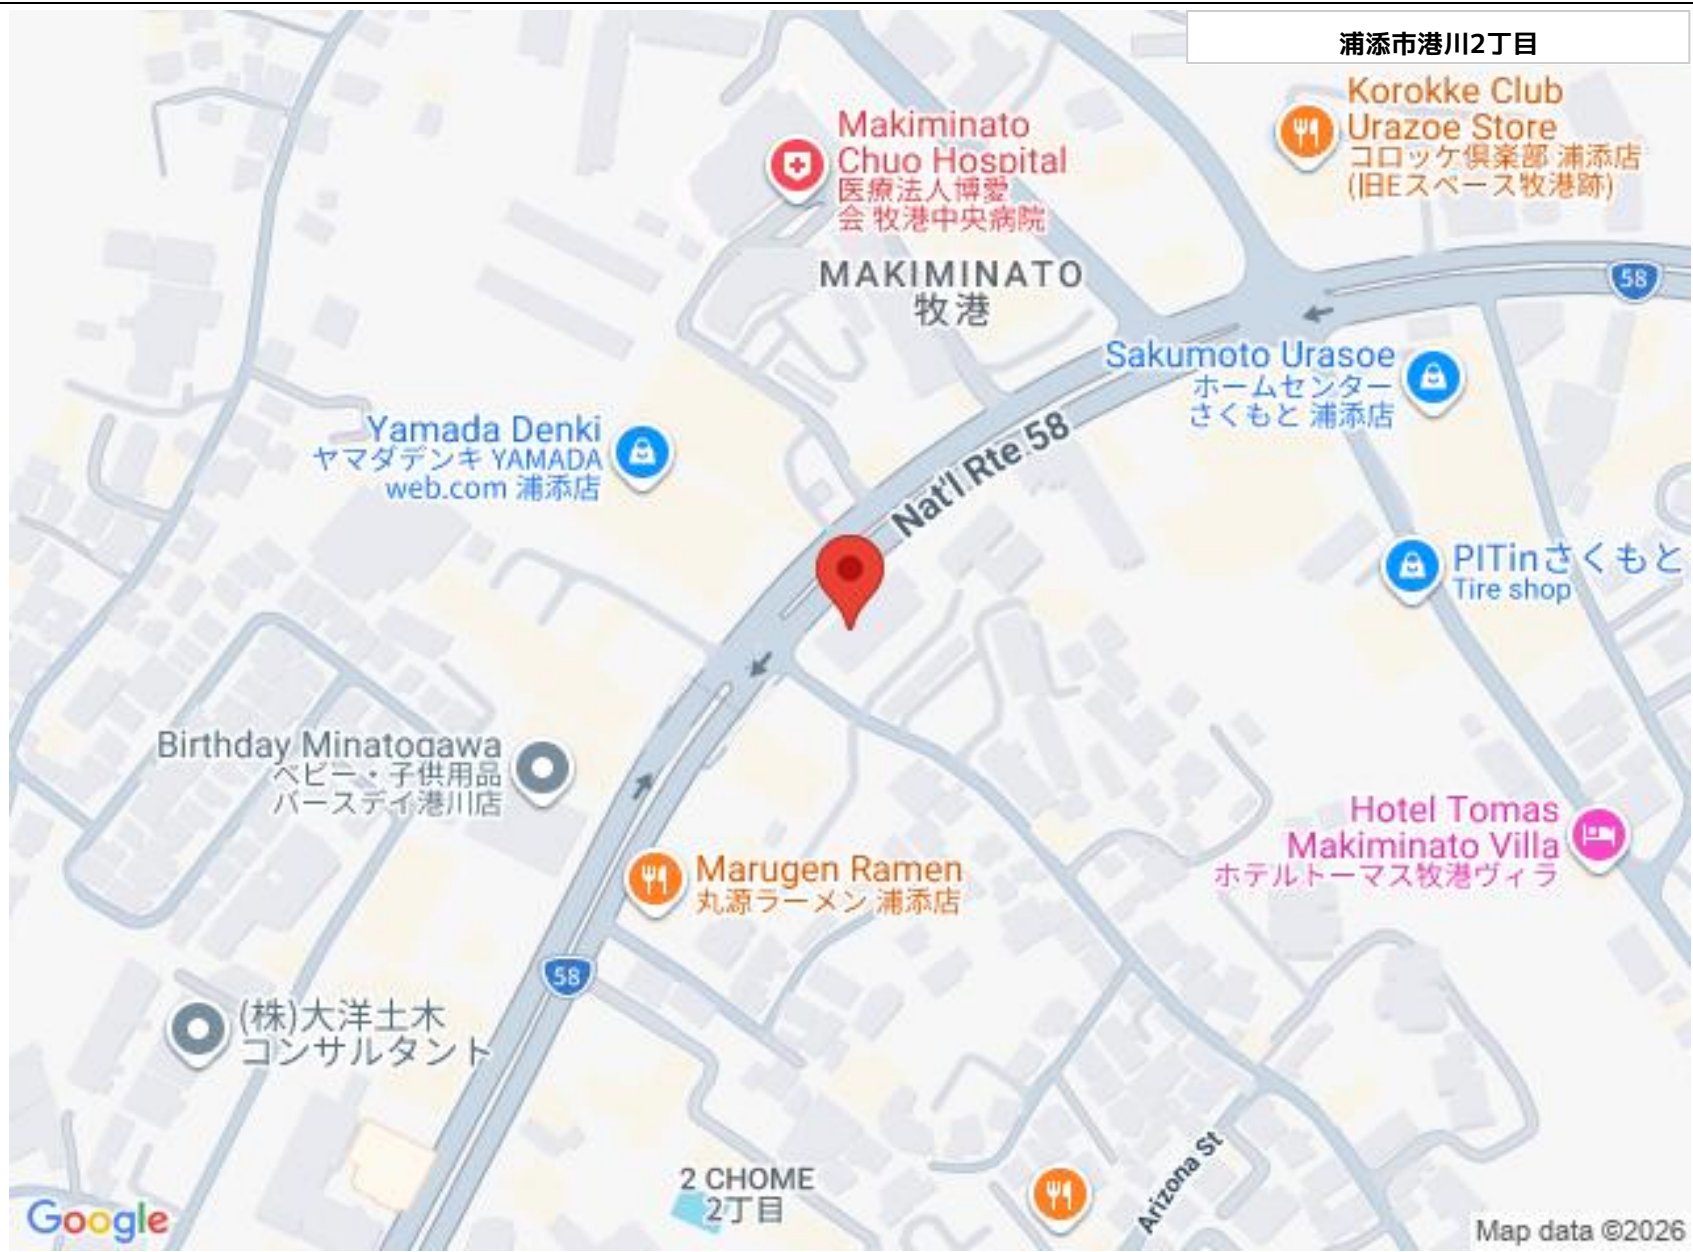 浦添市港川2丁目
Korokke Club
Urazoe Store
コロッケ倶楽部 浦添店
(旧Eスペース牧港跡)
Makiminato
Chuo Hospital
医療法人博愛
会 牧港中央病院
MAKIMINATO
牧港
58
Sakumoto Urasoe
ホームセンター
さくもと 浦添店
Yamada Denki
ヤマダデンキ YAMADA
web.com 浦添店
Nat'l Rte 58
PITinさくもと
Tire shop
Birthday Minatogawa
ベビー・子供用品
バースデイ港川店
Hotel Tomas
Makiminato Villa
ホテルトーマス牧港ヴィラ
Marugen Ramen
丸源ラーメン 浦添店
58
(株)大洋土木
コンサルタント
2 CHOME
2丁目
Arizona St
Google
Map data ©2026